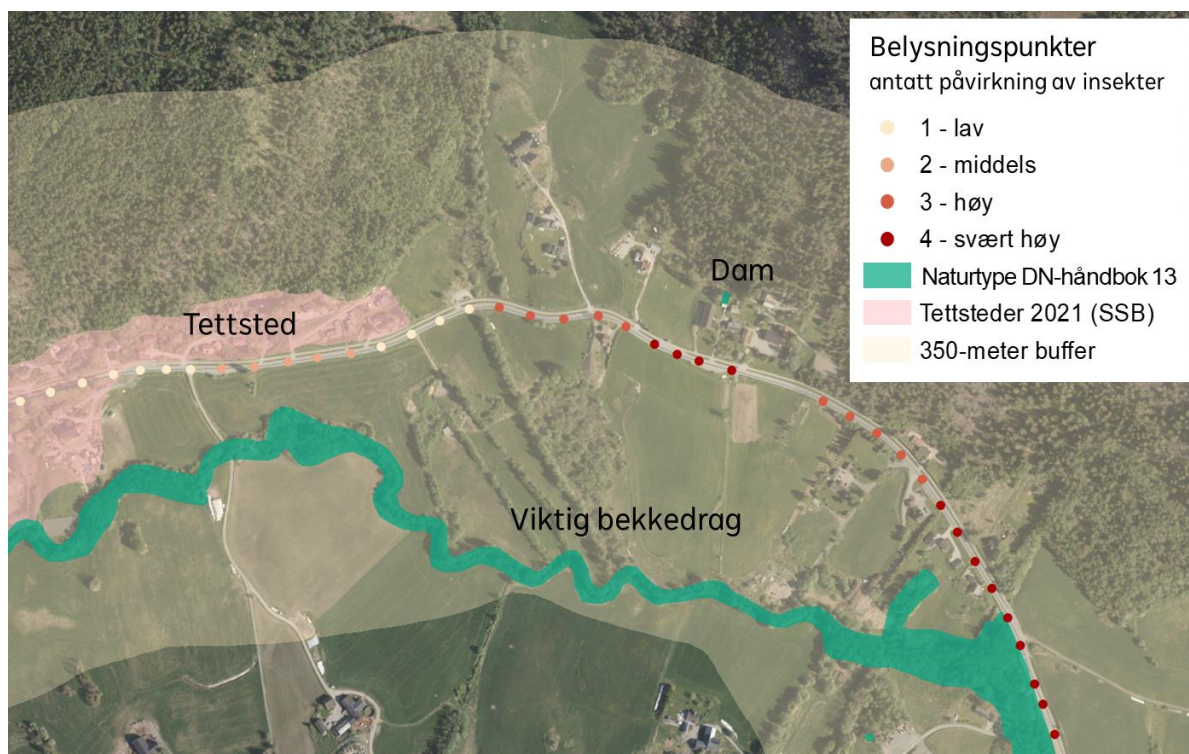 Belysningspunkter
antatt påvirkning av insekter
1 - lav
2 - middels
3 - høy
4 - svært høy
Naturtype DN-håndbok 13
Tettsteder 2021 (SSB)
350-meter buffer
Dam
Tettsted
Viktig bekkedrag